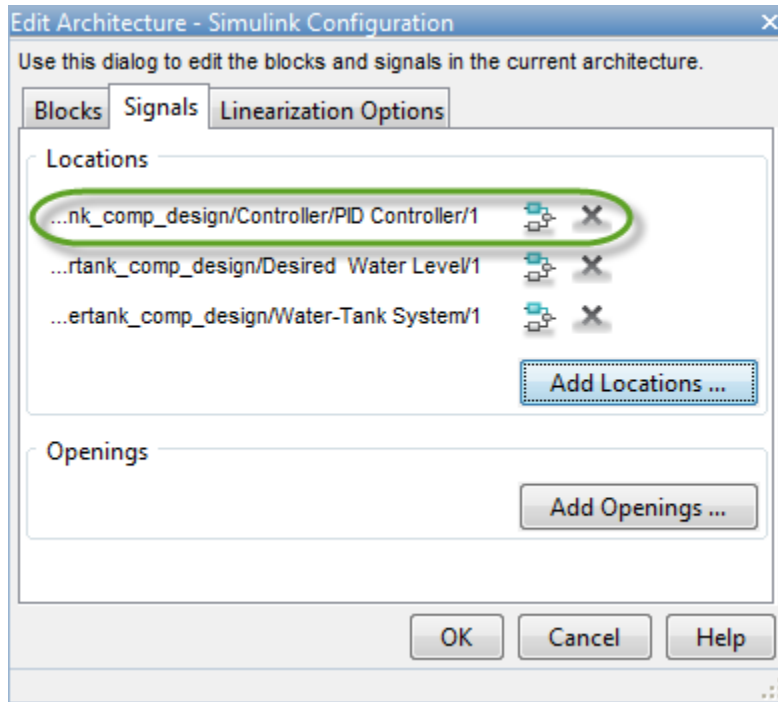 Edit Architecture - Simulink Configuration
Use this dialog to edit the blocks and signals in the current architecture.
Blocks Signals Linearization Options
Locations
...nk_comp_design/Controller/PID Controller/1
...rtank_comp_design/Desired  Water Level/1
...ertank_comp_design/Water-Tank System/1
Add Locations ...
Openings
Add Openings ...
OK Cancel Help